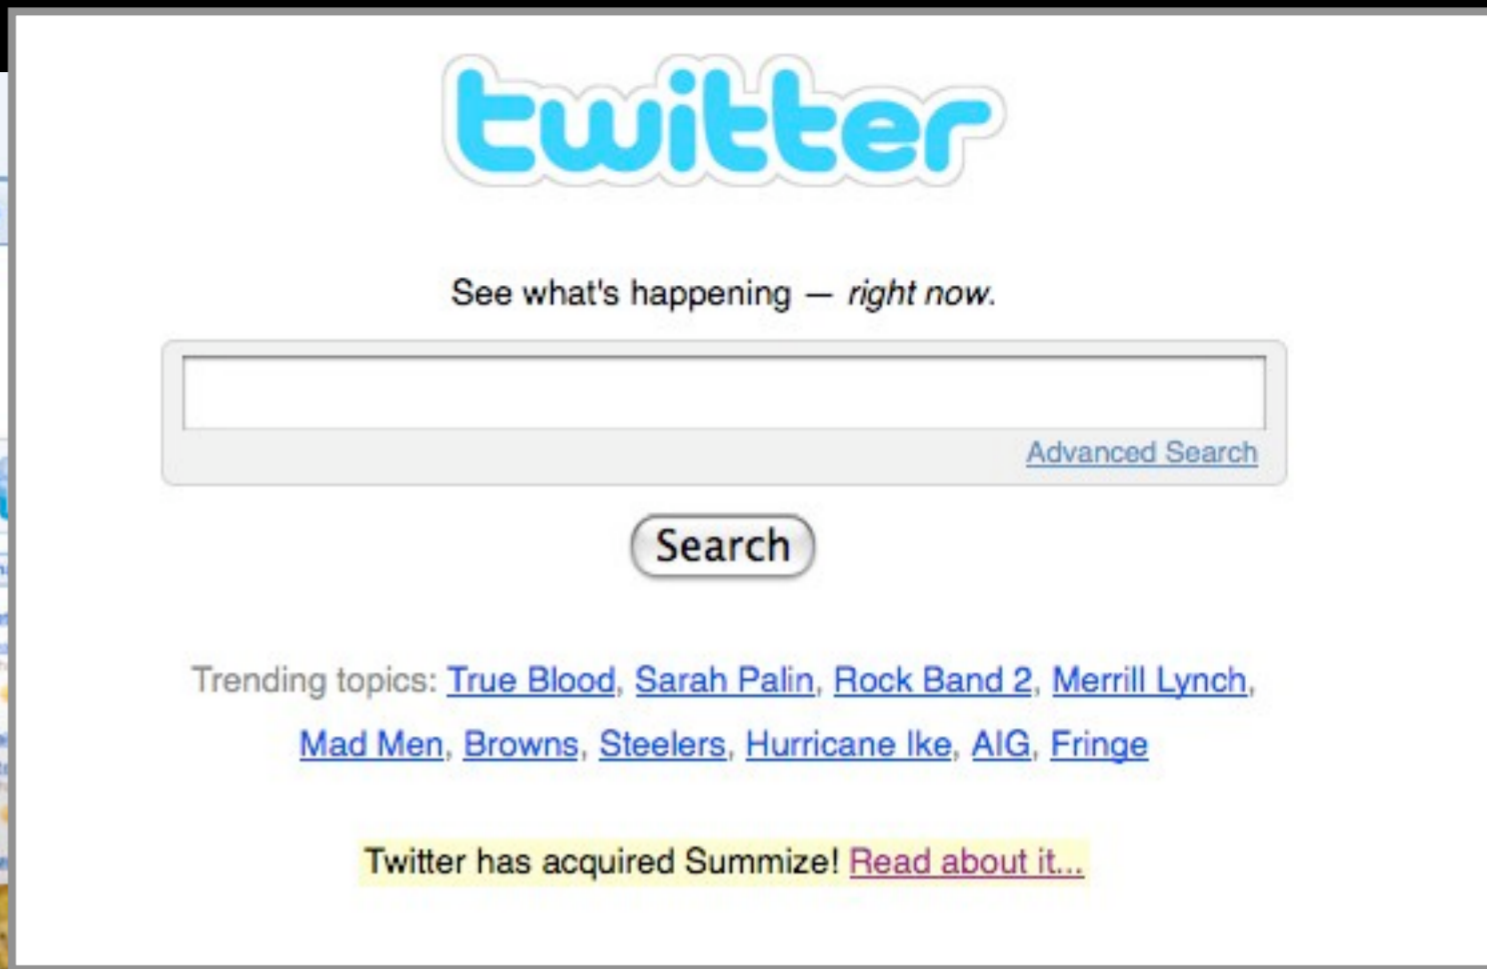 twitter
See what's happening — right now.
Advanced Search
Search
Trending topics: True Blood, Sarah Palin, Rock Band 2, Merrill Lynch,
Mad Men, Browns, Steelers, Hurricane Ike, AIG, Fringe
Twitter has acquired Summize! Read about it...